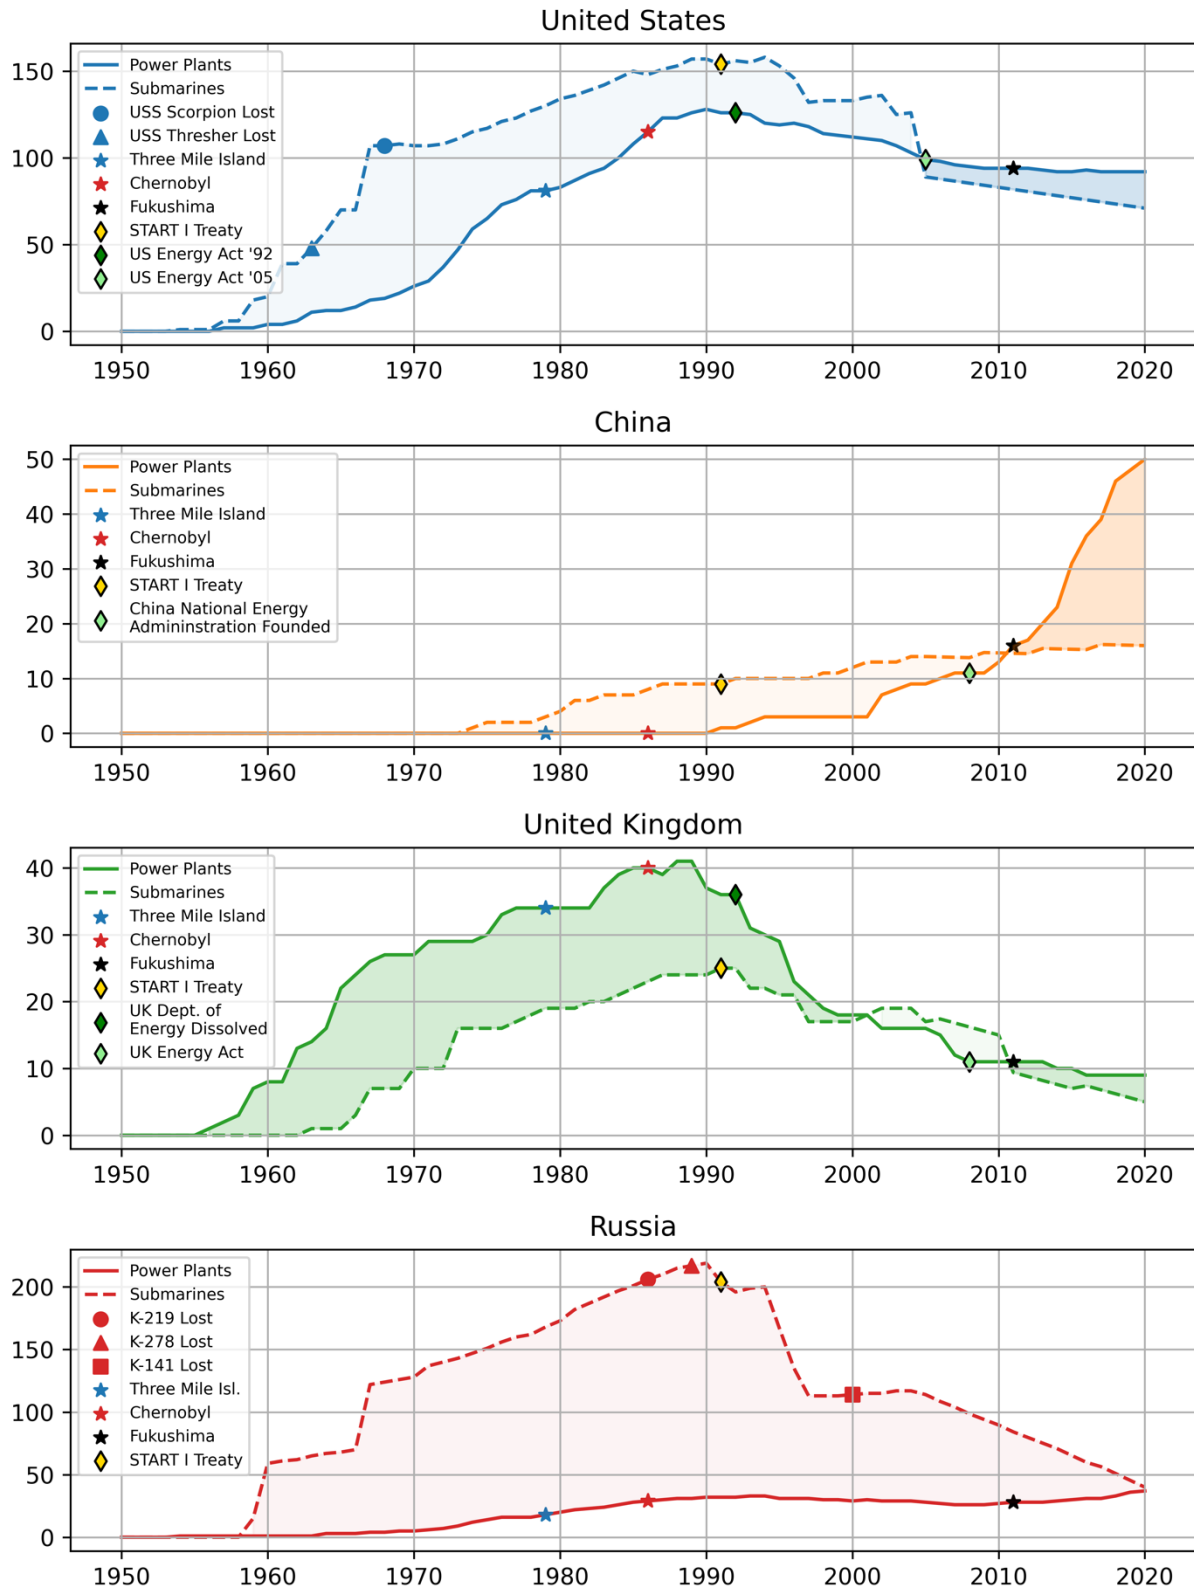 United States
150
100
50
0
Power Plants
Submarines
USS Scorpion Lost
USS Thresher Lost
Three Mile Island
Chernobyl
Fukushima
START I Treaty
US Energy Act '92
US Energy Act '05
1950 1960 1970 1980 1990 2000 2010 2020
China
50
40
30
20
10
0
Power Plants
Submarines
Three Mile Island
Chernobyl
Fukushima
START I Treaty
China National Energy
Admininstration Founded
1950 1960 1970 1980 1990 2000 2010 2020
United Kingdom
40
30
20
10
0
Power Plants
Submarines
Three Mile Island
Chernobyl
Fukushima
START I Treaty
UK Dept. of
Energy Dissolved
UK Energy Act
1950 1960 1970 1980 1990 2000 2010 2020
Russia
200
150
100
50
0
Power Plants
Submarines
K-219 Lost
K-278 Lost
K-141 Lost
Three Mile Isl.
Chernobyl
Fukushima
START I Treaty
1950 1960 1970 1980 1990 2000 2010 2020